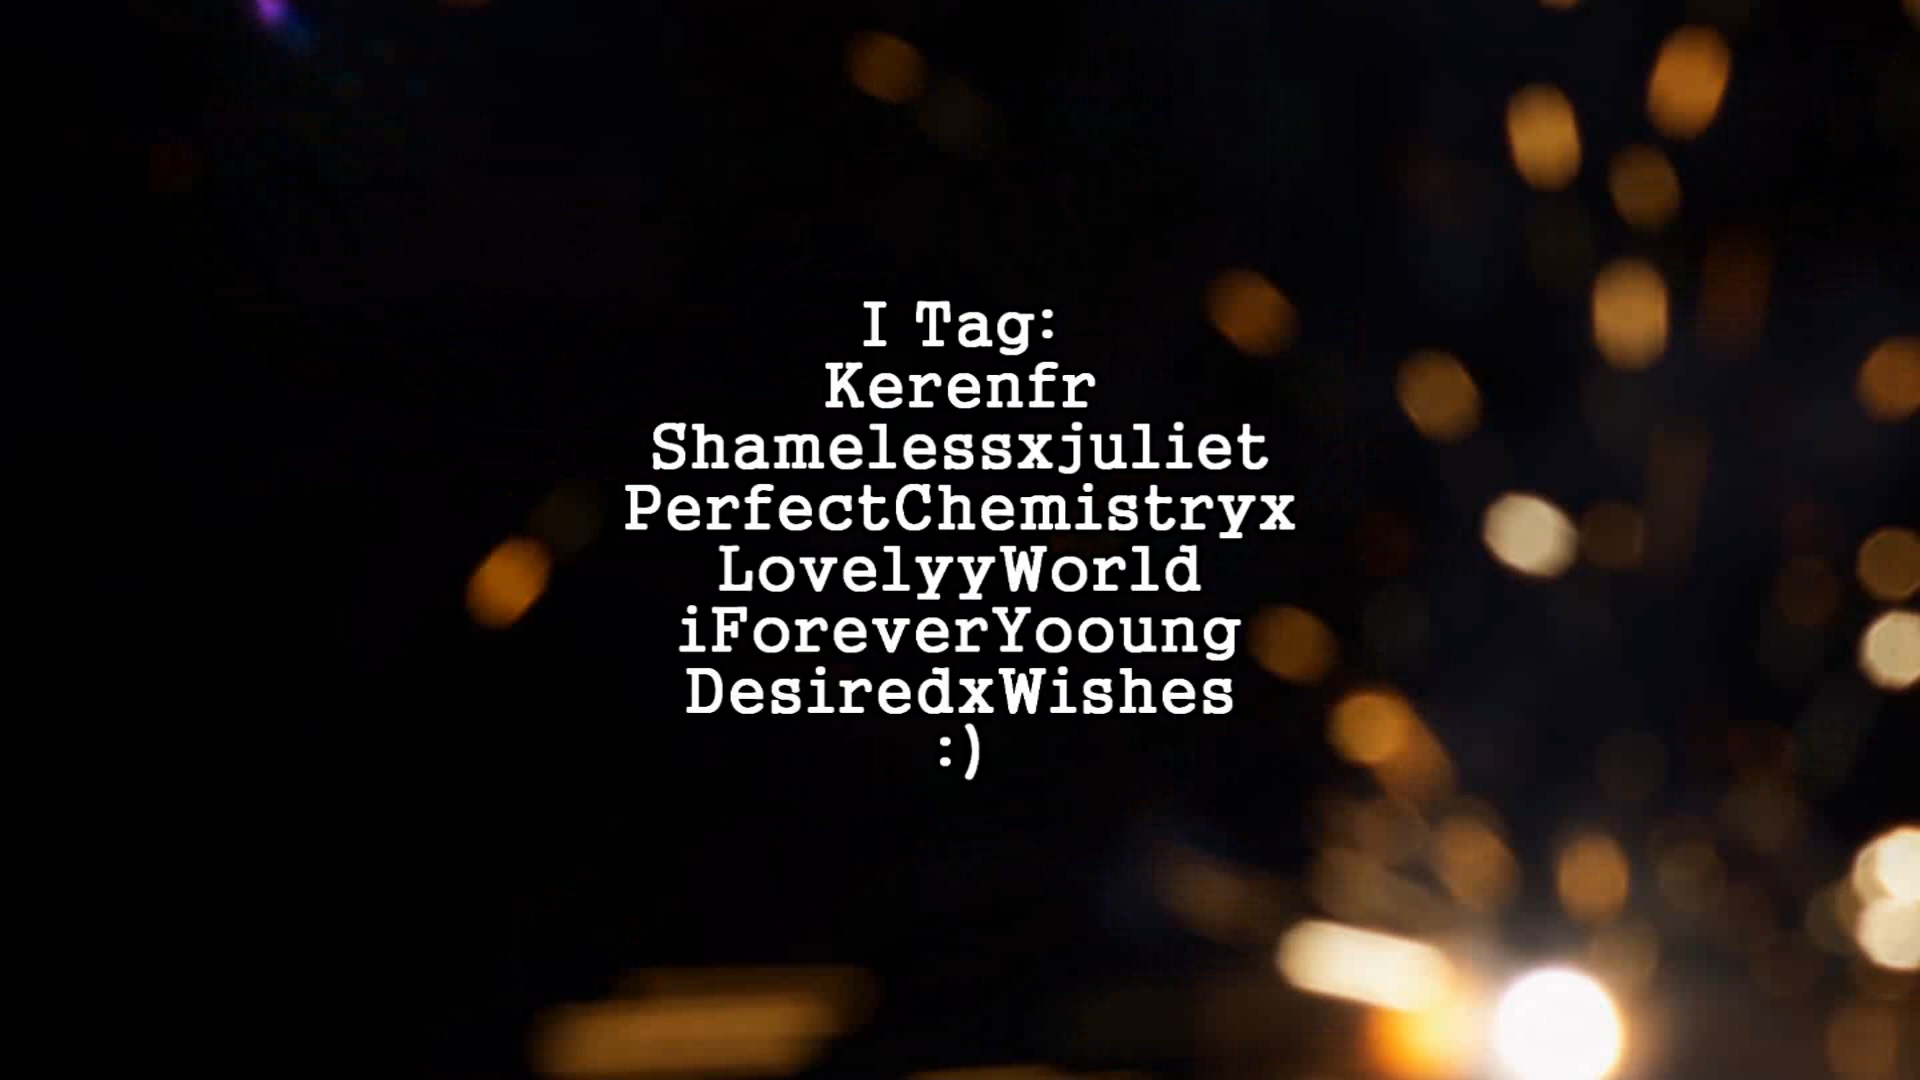 I Tag:
Kerenfr
Shamelessxjuliet
PerfectChemistryx
LovelyyWorld
iForeverYooung
DesiredxWishes
:)